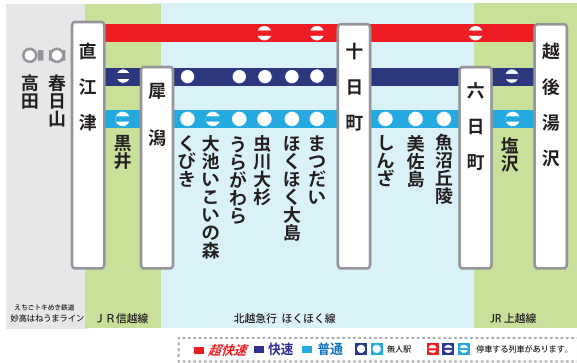 高田
春日山
直江津
黒井
犀潟
くびき
大池いこいの森
うらがわら
虫川大杉
ほくほく大島
まつだい
十日町
しんざ
美佐島
魚沼丘陵
六日町
塩沢
越後湯沢
えちごトキめき鉄道
妙高はねうまライン
ＪＲ信越線
北越急行 ほくほく線
JR 上越線
超快速 快速 普通 無人駅 停車する列車があります。